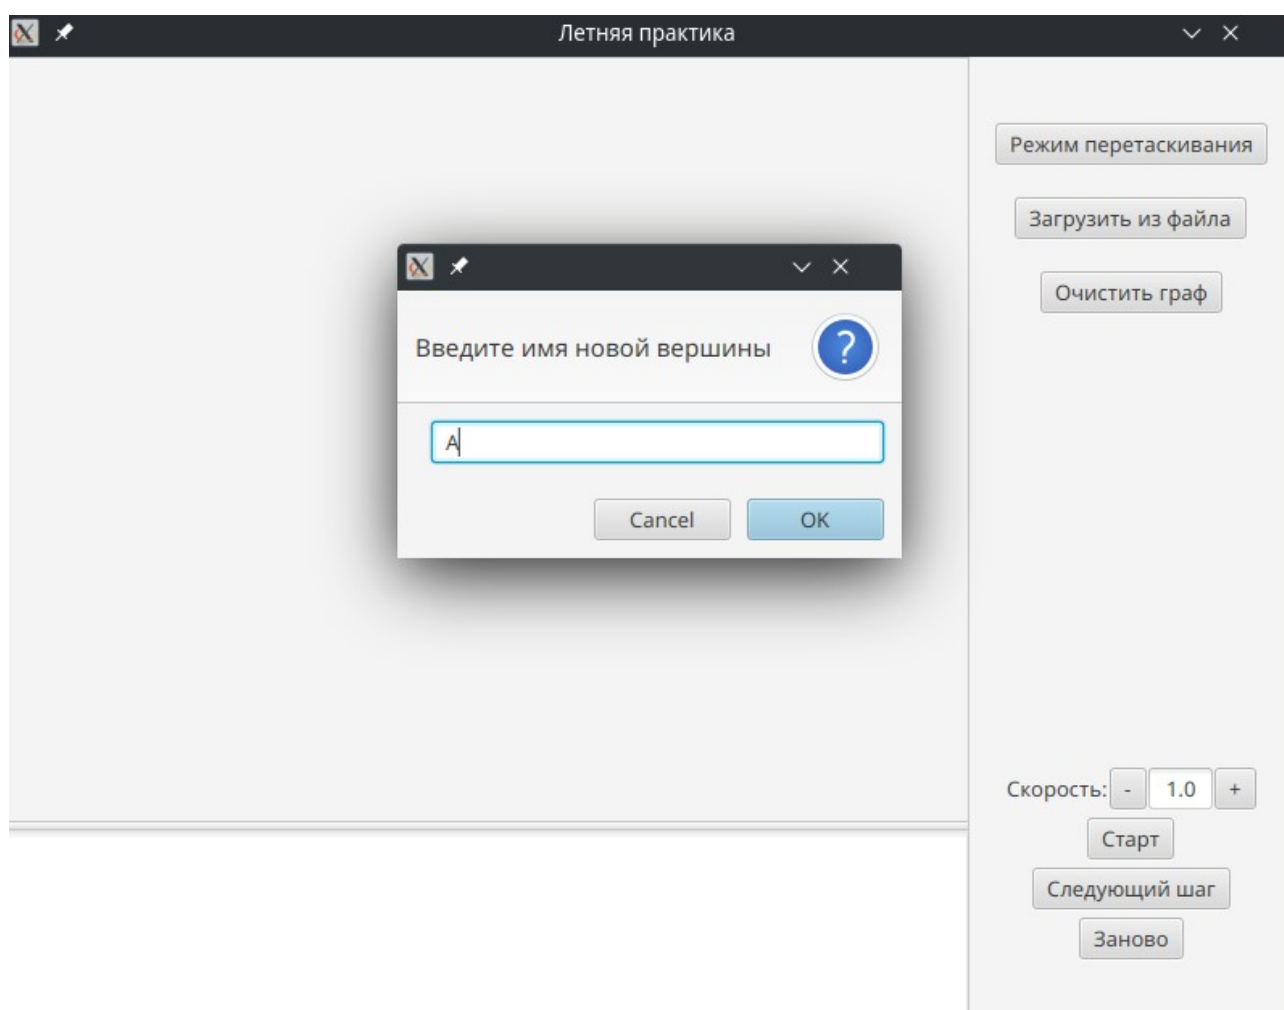 Летняя практика
Режим перетаскивания
Загрузить из файла
Очистить граф
Введите имя новой вершины
?
A
Cancel
OK
Скорость: - 1.0 +
Старт
Следующий шаг
Заново